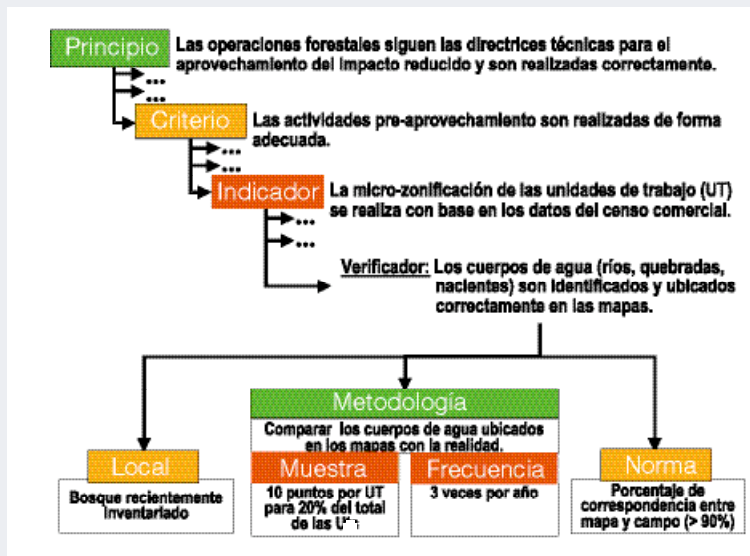 Principio
Las operaciones forestales siguen las directrices técnicas para el
aprovechamiento del impacto reducido y son realizadas correctamente.
...
...
Criterio
Las actividades pre-aprovechamiento son realizadas de forma
adecuada.
...
...
Indicador
La micro-zonificación de las unidades de trabajo (UT)
se realiza con base en los datos del censo comercial.
...
...
Verificador: Los cuerpos de agua (ríos, quebradas,
nacientes) son identificados y ubicados
correctamente en las mapas.
Metodología
Comparar los cuerpos de agua ubicados
en los mapas con la realidad.
Local
Bosque recientemente
inventariado
Muestra
10 puntos por UT
para 20% del total
de las
Frecuencia
3 veces por año
Norma
Porcentaje de
correspondencia entre
mapa y campo (> 90%)